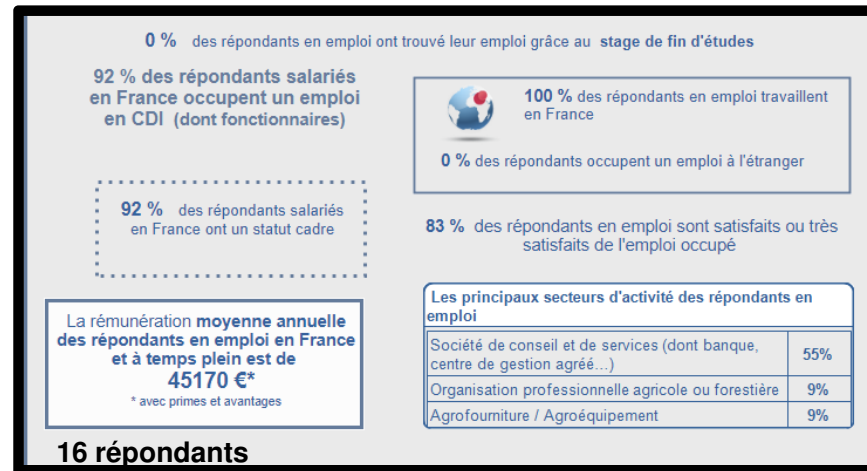 0 % des répondants en emploi ont trouvé leur emploi grâce au stage de fin d'études
92 % des répondants salariés
en France occupent un emploi
en CDI (dont fonctionnaires)
100 % des répondants en emploi travaillent
en France
0 % des répondants occupent un emploi à l'étranger
92 % des répondants salariés
en France ont un statut cadre
83 % des répondants en emploi sont satisfaits ou très
satisfaits de l'emploi occupé
La rémunération moyenne annuelle
des répondants en emploi en France
et à temps plein est de
45170 €*
* avec primes et avantages
Les principaux secteurs d'activité des répondants en
emploi
Société de conseil et de services (dont banque,
centre de gestion agréé...) 55%
Organisation professionnelle agricole ou forestière 9%
Agrofourniture / Agroéquipement 9%
16 répondants